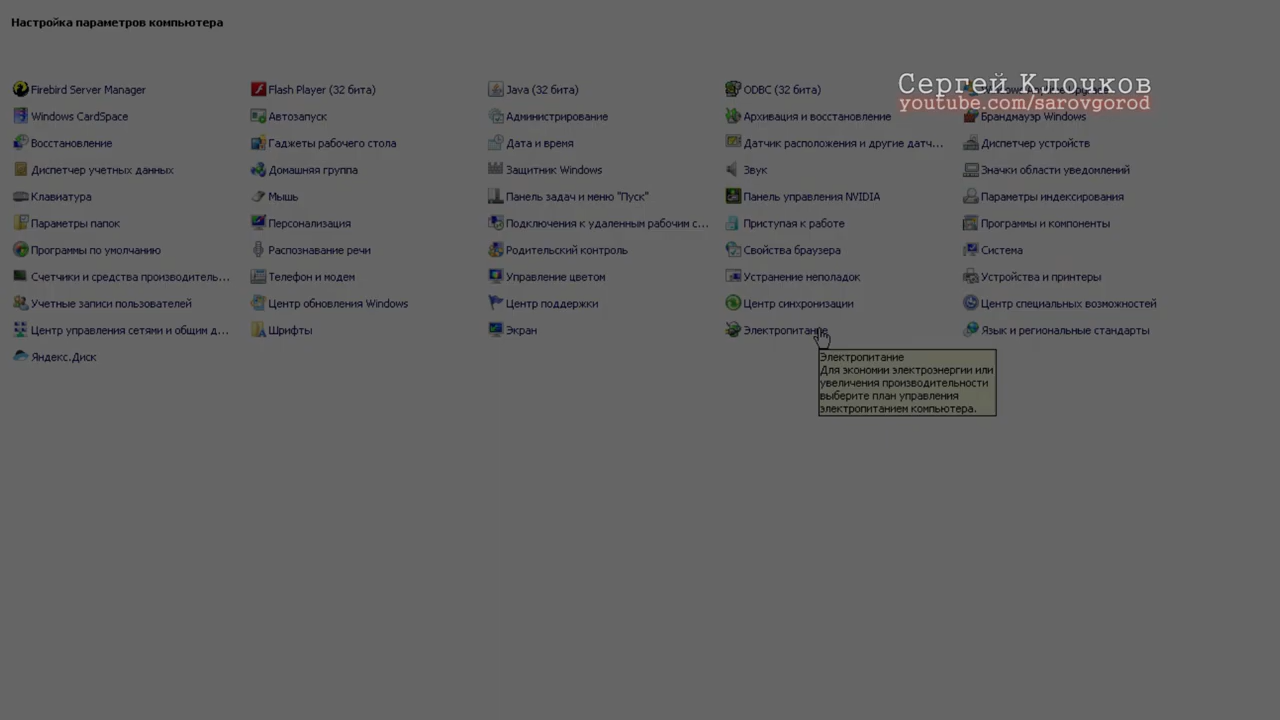 Настройка параметров компьютера
Сергей Клочков
youtube.com/sarovgorod
Firebird Server Manager
Flash Player (32 бита)
Java (32 бита)
ODBC (32 бита)
Windows CardSpace
Автозапуск
Администрирование
Архивация и восстановление
Брандмауэр Windows
Восстановление
Гаджеты рабочего стола
Дата и время
Датчик расположения и другие датч...
Диспетчер устройств
Диспетчер учетных данных
Домашняя группа
Защитник Windows
Звук
Значки области уведомлений
Клавиатура
Мышь
Панель задач и меню "Пуск"
Панель управления NVIDIA
Параметры индексирования
Параметры папок
Персонализация
Подключения к удаленным рабочим с...
Приступая к работе
Программы и компоненты
Программы по умолчанию
Распознавание речи
Родительский контроль
Свойства браузера
Система
Счетчики и средства производитель...
Телефон и модем
Управление цветом
Устранение неполадок
Устройства и принтеры
Учетные записи пользователей
Центр обновления Windows
Центр поддержки
Центр синхронизации
Центр специальных возможностей
Центр управления сетями и общим д...
Шрифты
Экран
Электропитание
Язык и региональные стандарты
Яндекс.Диск
Электропитание
Для экономии электроэнергии или
увеличения производительности
выберите план управления
электропитанием компьютера.